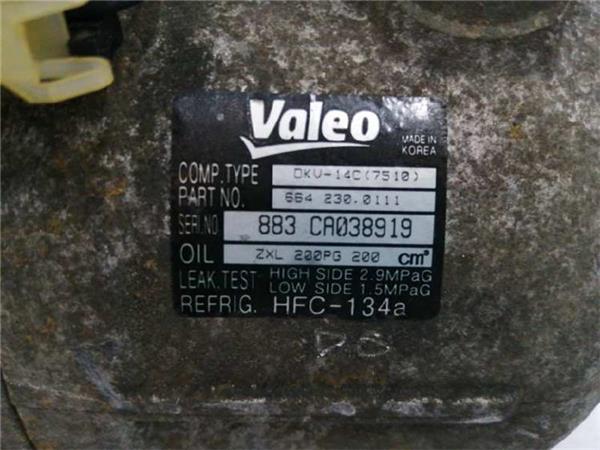 Valeo
MADE IN
KOREA
COMP. TYPE DKV-14C(7510)
PART NO. 664 230.0111
SERI.NO 883 CA038919
OIL ZXL 200PG 200 cm³
LEAK.TEST HIGH SIDE 2.9MPaG
LOW SIDE 1.5MPaG
REFRIG. HFC-134a